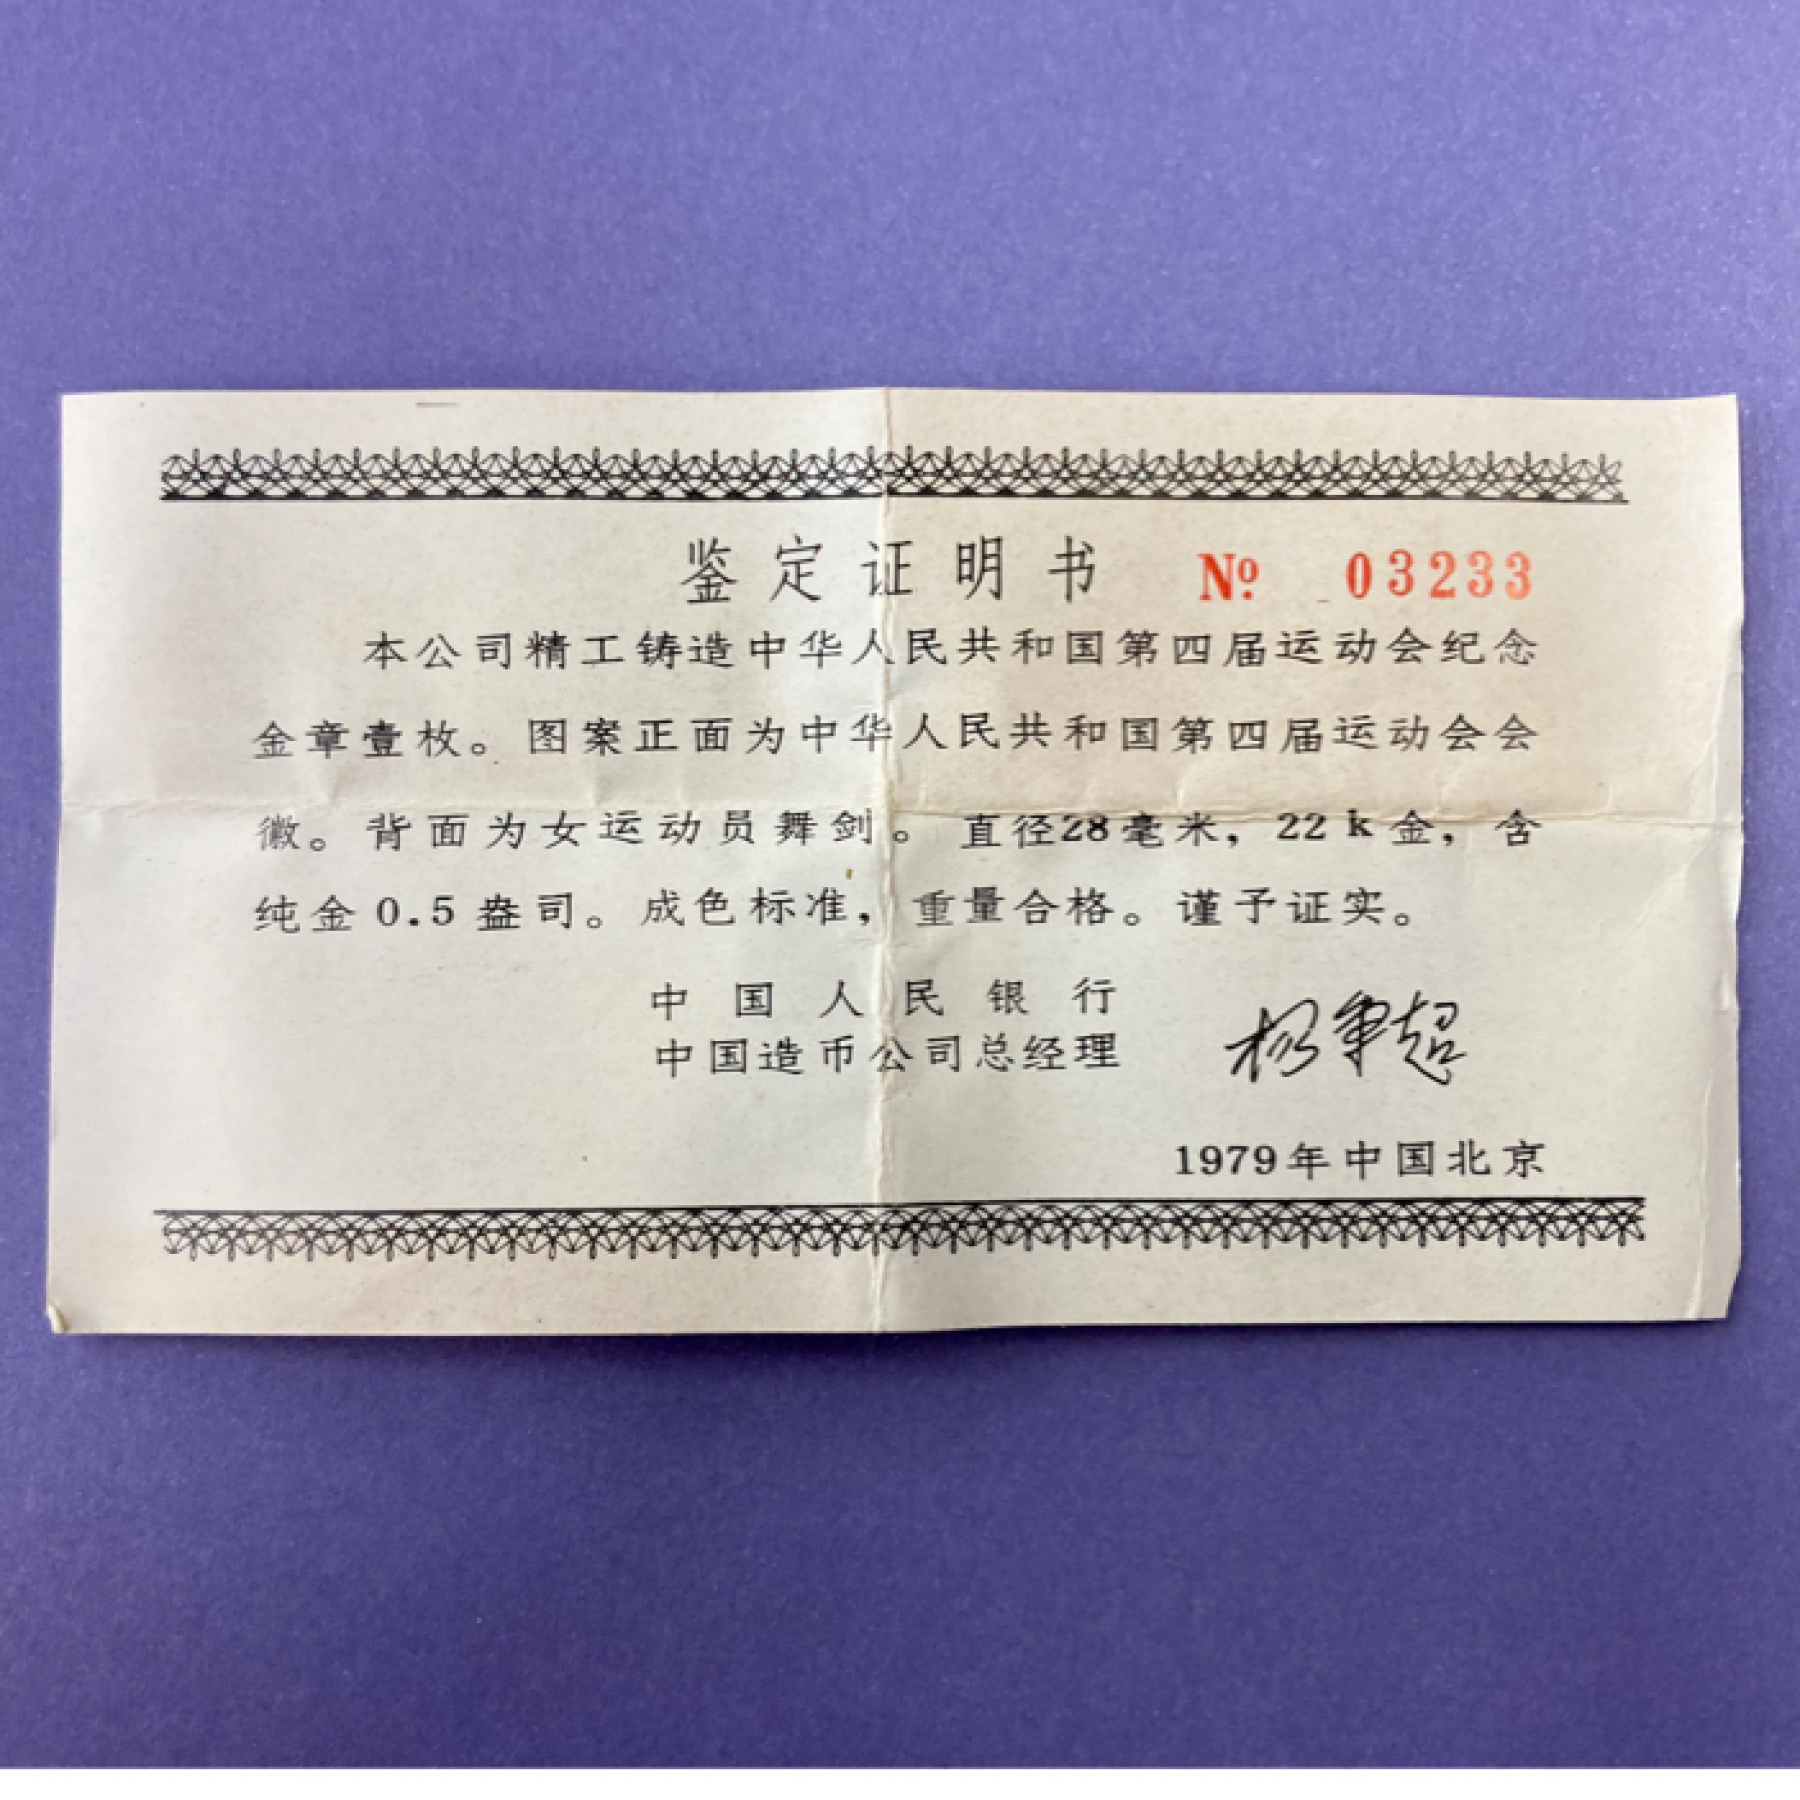 鉴定证明书 № 03233
本公司精工铸造中华人民共和国第四届运动会纪念
金章壹枚。图案正面为中华人民共和国第四届运动会会
徽。背面为女运动员舞剑。直径28毫米，22k金，含
纯金0.5盎司。成色标准，重量合格。谨予证实。
中国人民银行
中国造币公司总经理 杨秉超
1979年中国北京